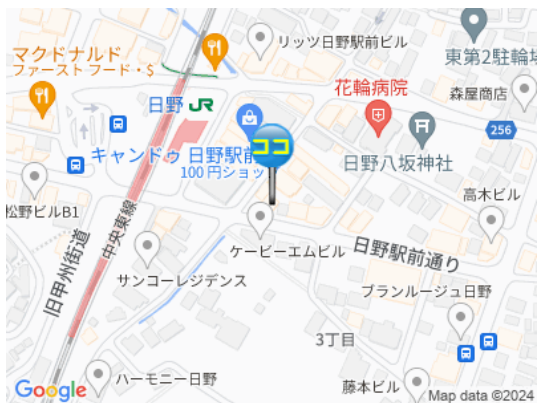 リッツ日野駅前ビル
マクドナルド
ファースト フード・$
東第2駐輪場
森屋商店
花輪病院
日野 JR
256
キャンドゥ 日野駅前
100 円ショッ
ココ
日野八坂神社
高木ビル
松野ビルB1
中央東線
旧甲州街道
ケービーエムビル
日野駅前通り
サンコーレジデンス
ブランルージュ日野
3丁目
ハーモニー日野
藤本ビル
Google
Map data ©2024